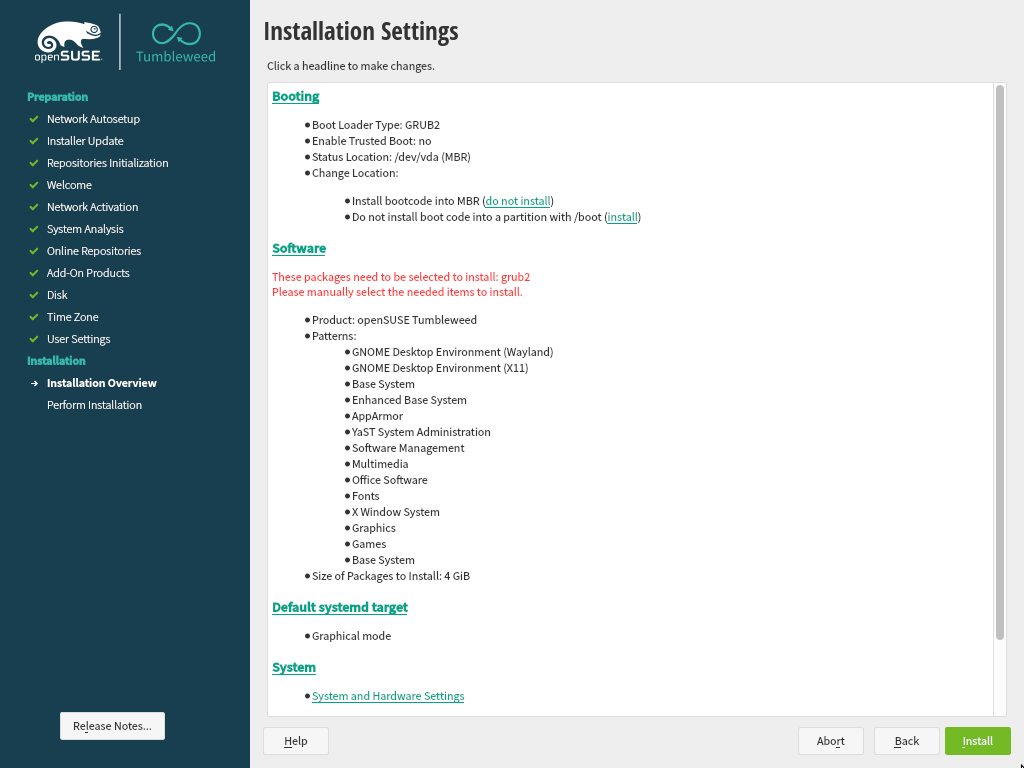 openSUSE
Tumbleweed
Preparation
Network Autosetup
Installer Update
Repositories Initialization
Welcome
Network Activation
System Analysis
Online Repositories
Add-On Products
Disk
Time Zone
User Settings
Installation
Installation Overview
Perform Installation
Release Notes...
Installation Settings
Click a headline to make changes.
Booting
Boot Loader Type: GRUB2
Enable Trusted Boot: no
Status Location: /dev/vda (MBR)
Change Location:
Install bootcode into MBR (do not install)
Do not install boot code into a partition with /boot (install)
Software
These packages need to be selected to install: grub2
Please manually select the needed items to install.
Product: openSUSE Tumbleweed
Patterns:
GNOME Desktop Environment (Wayland)
GNOME Desktop Environment (X11)
Base System
Enhanced Base System
AppArmor
YaST System Administration
Software Management
Multimedia
Office Software
Fonts
X Window System
Graphics
Games
Base System
Size of Packages to Install: 4 GiB
Default systemd target
Graphical mode
System
System and Hardware Settings
Help
Abort
Back
Install